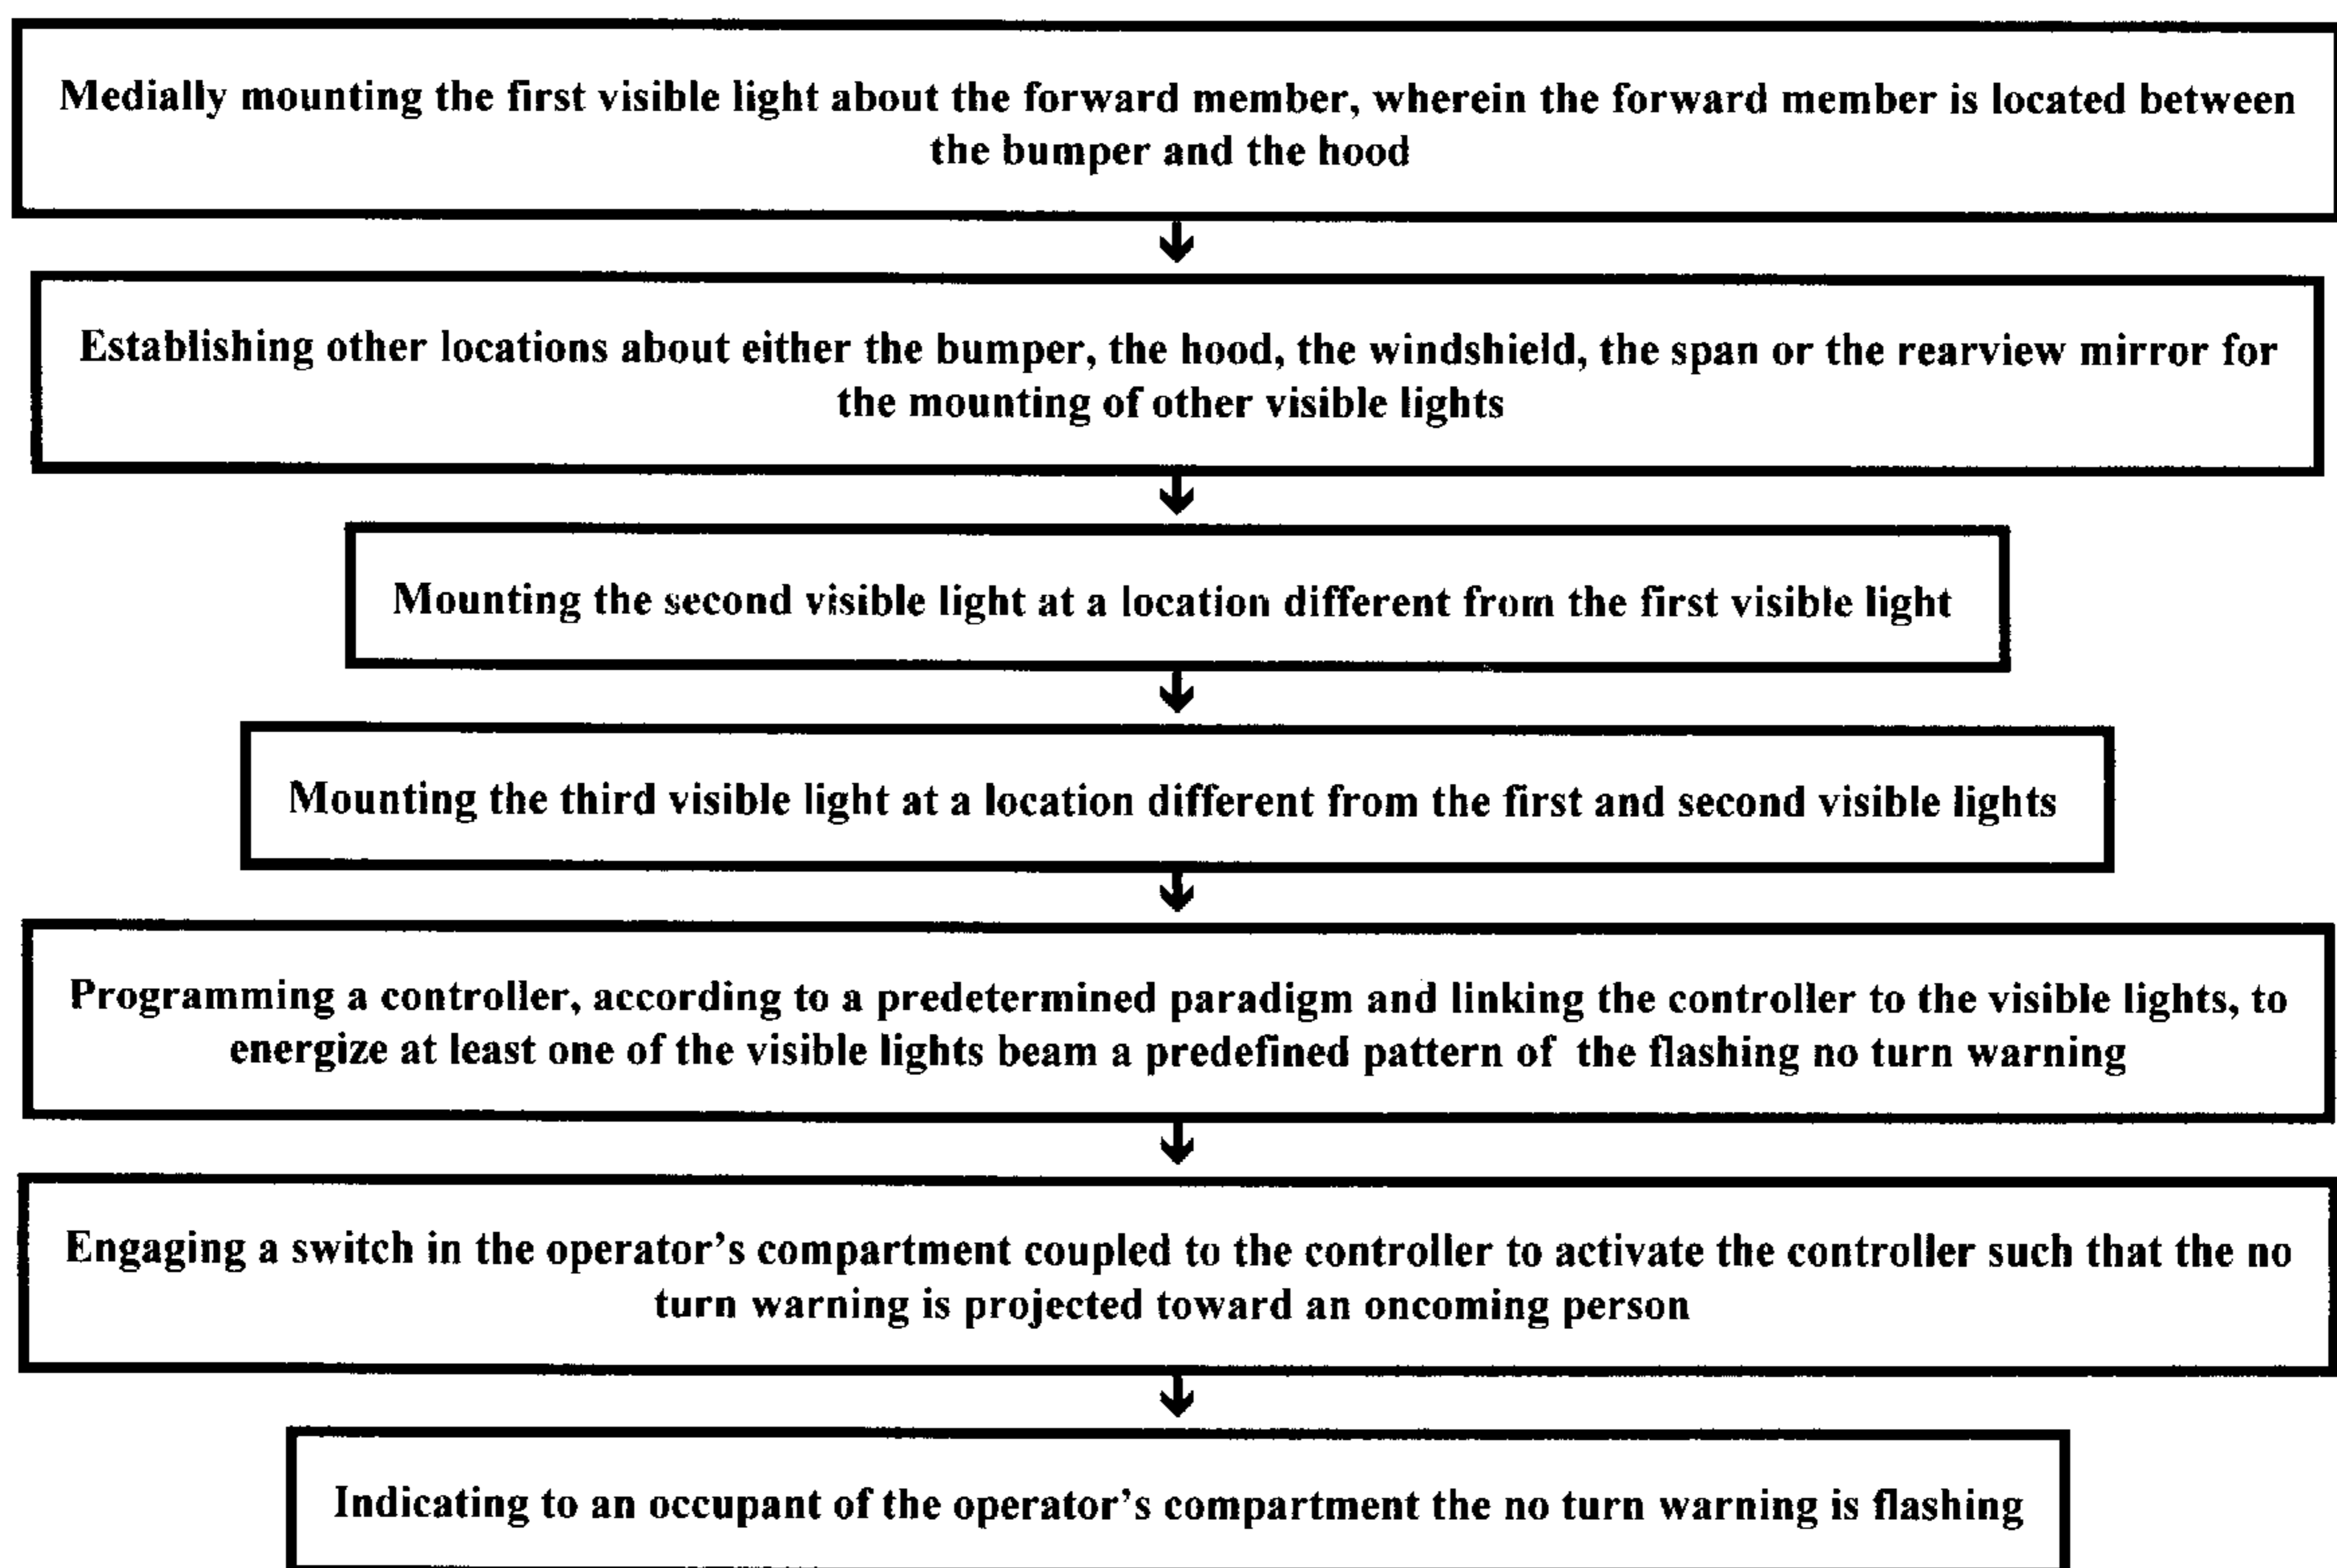 Medially mounting the first visible light about the forward member, wherein the forward member is located between
the bumper and the hood
Establishing other locations about either the bumper, the hood, the windshield, the span or the rearview mirror for
the mounting of other visible lights
Mounting the second visible light at a location different from the first visible light
Mounting the third visible light at a location different from the first and second visible lights
Programming a controller, according to a predetermined paradigm and linking the controller to the visible lights, to
energize at least one of the visible lights beam a predefined pattern of the flashing no turn warning
Engaging a switch in the operator’s compartment coupled to the controller to activate the controller such that the no
turn warning is projected toward an oncoming person
Indicating to an occupant of the operator’s compartment the no turn warning is flashing